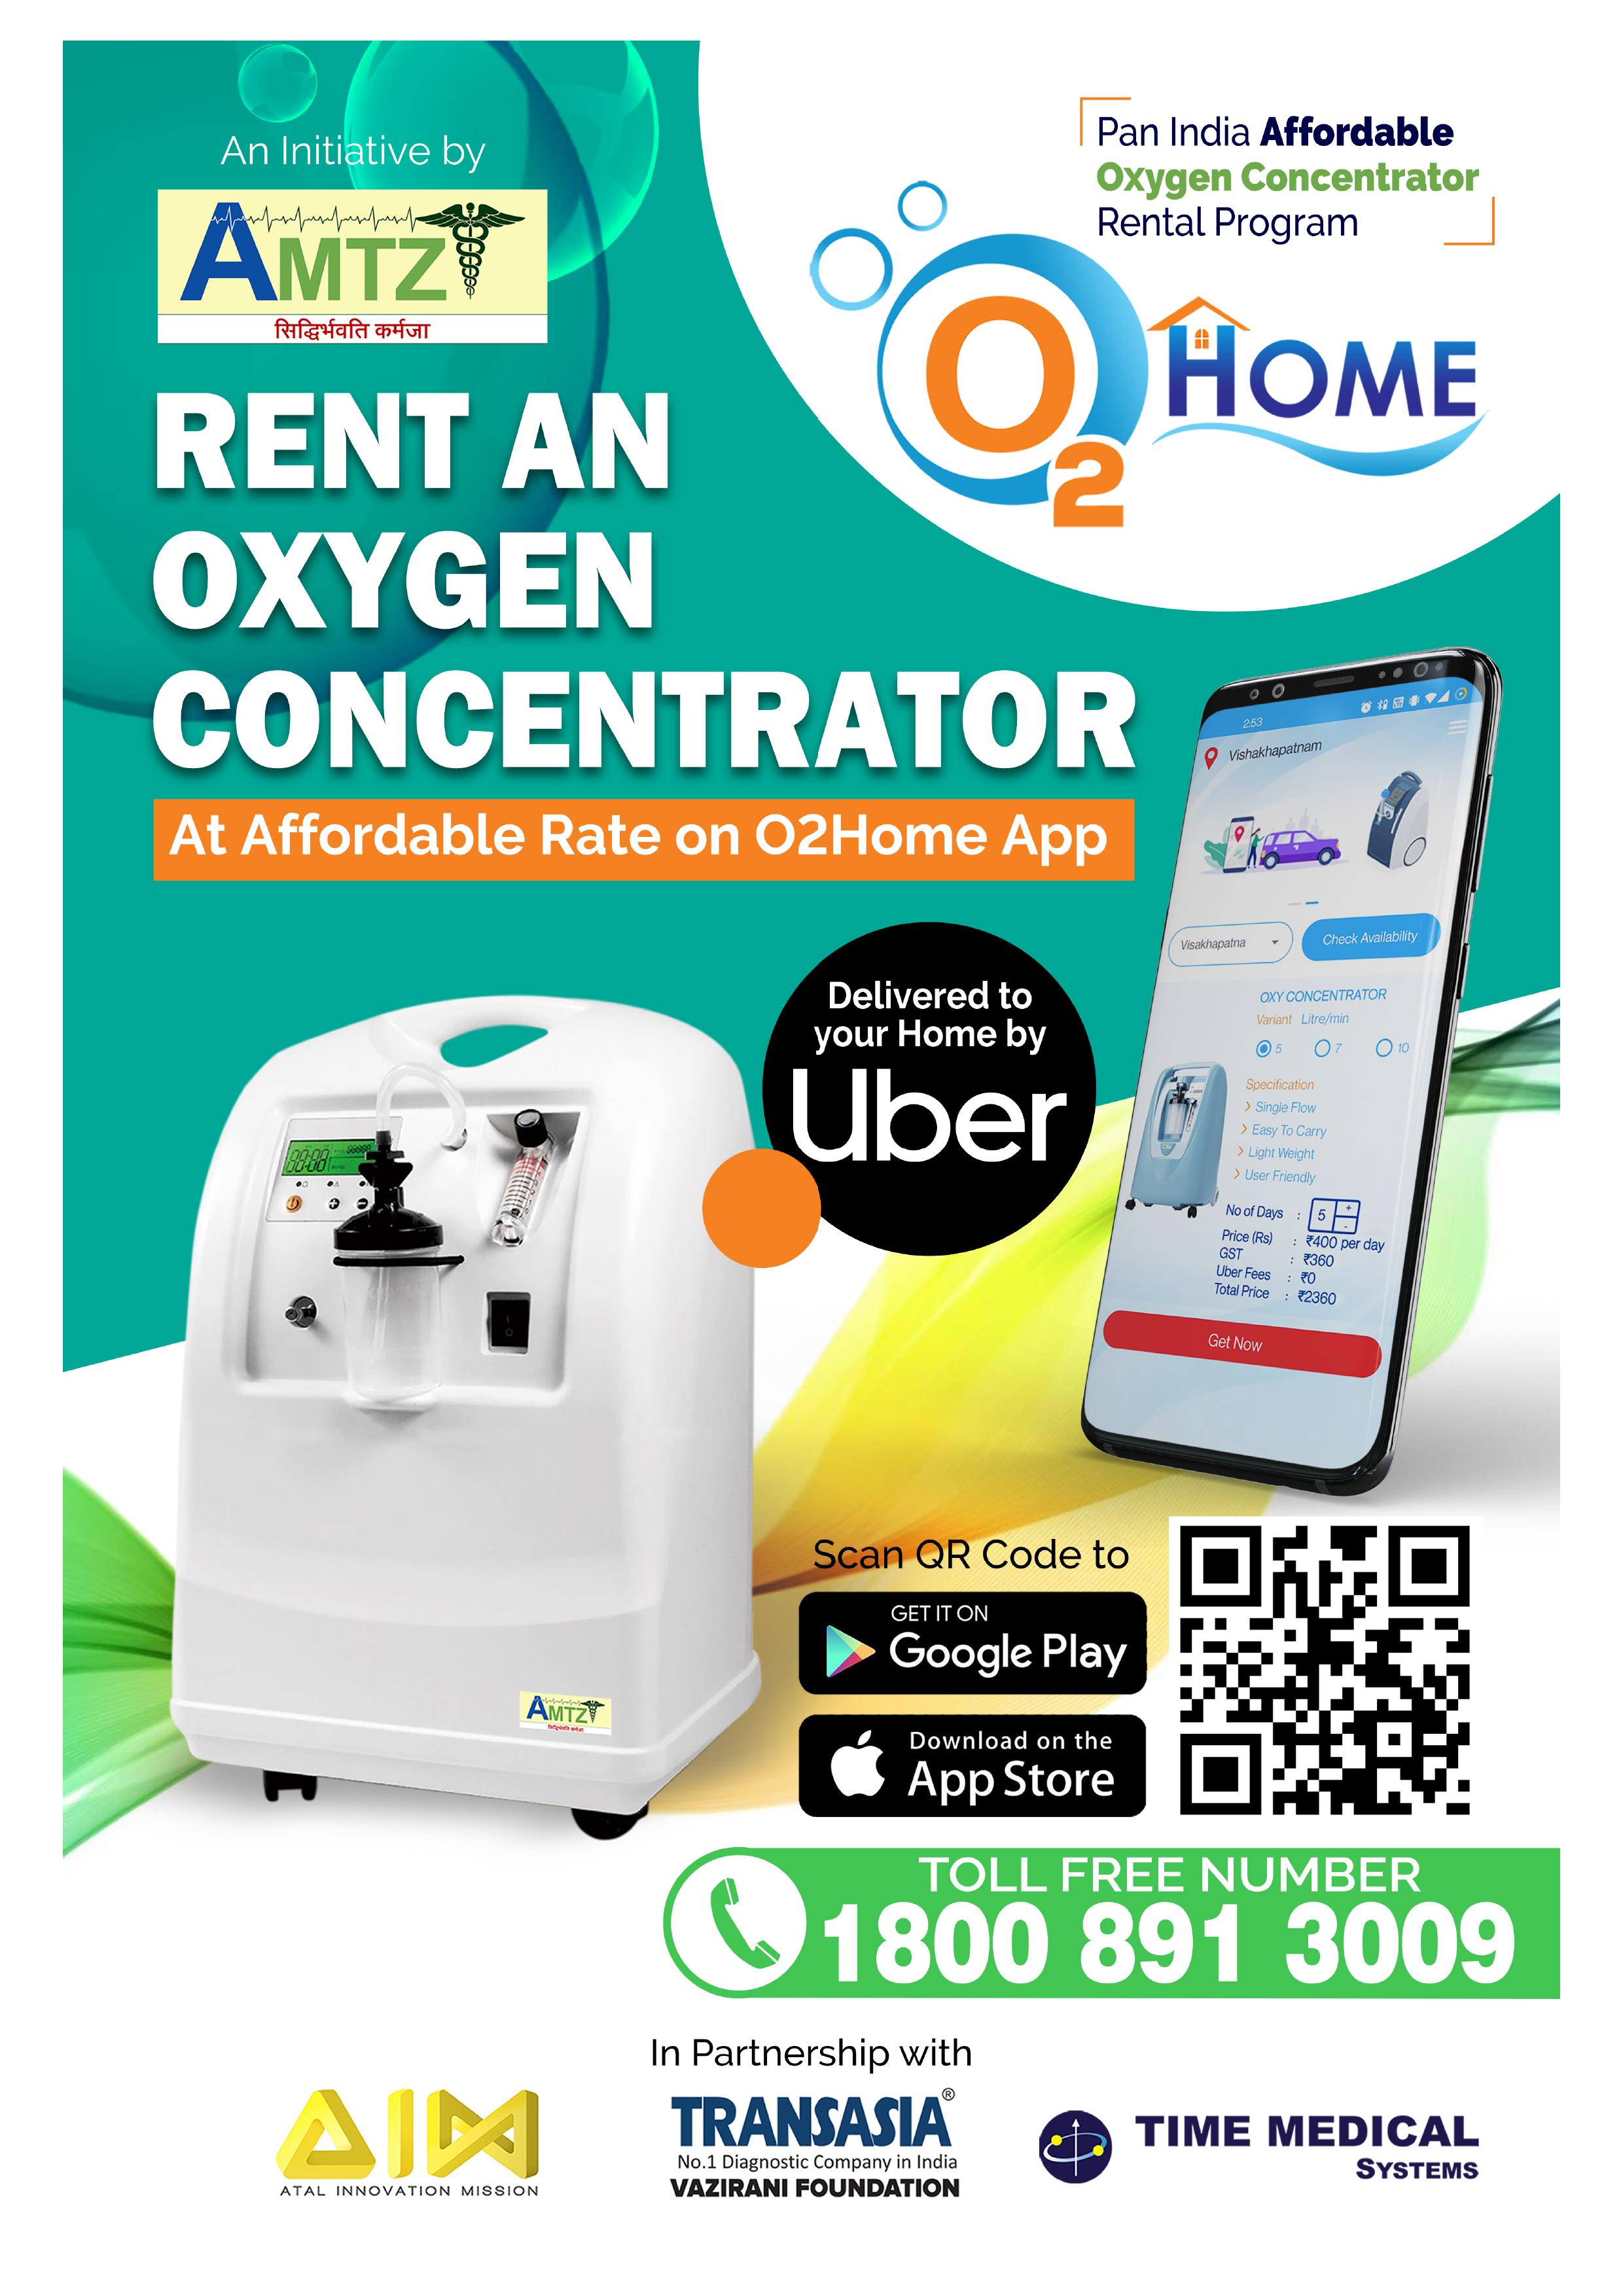 An Initiative by
AMTZ
सिद्धिर्भवति कर्मजा
Pan India Affordable
Oxygen Concentrator
Rental Program
O2 HOME
RENT AN
OXYGEN
CONCENTRATOR
At Affordable Rate on O2Home App
Delivered to
your Home by
Uber
2:53
Vishakhapatnam
Visakhapatna
Check Availability
OXY CONCENTRATOR
Variant Litre/min
5 7 10
Specification
Single Flow
Easy To Carry
Light Weight
User Friendly
No of Days : 5 + -
Price (Rs) : ₹400 per day
GST : ₹360
Uber Fees : ₹0
Total Price : ₹2360
Get Now
AMTZ
सिद्धिर्भवति कर्मजा
Scan QR Code to
GET IT ON
Google Play
Download on the
App Store
TOLL FREE NUMBER
1800 891 3009
In Partnership with
AIM
ATAL INNOVATION MISSION
TRANSASIA®
No.1 Diagnostic Company in India
VAZIRANI FOUNDATION
TIME MEDICAL
SYSTEMS